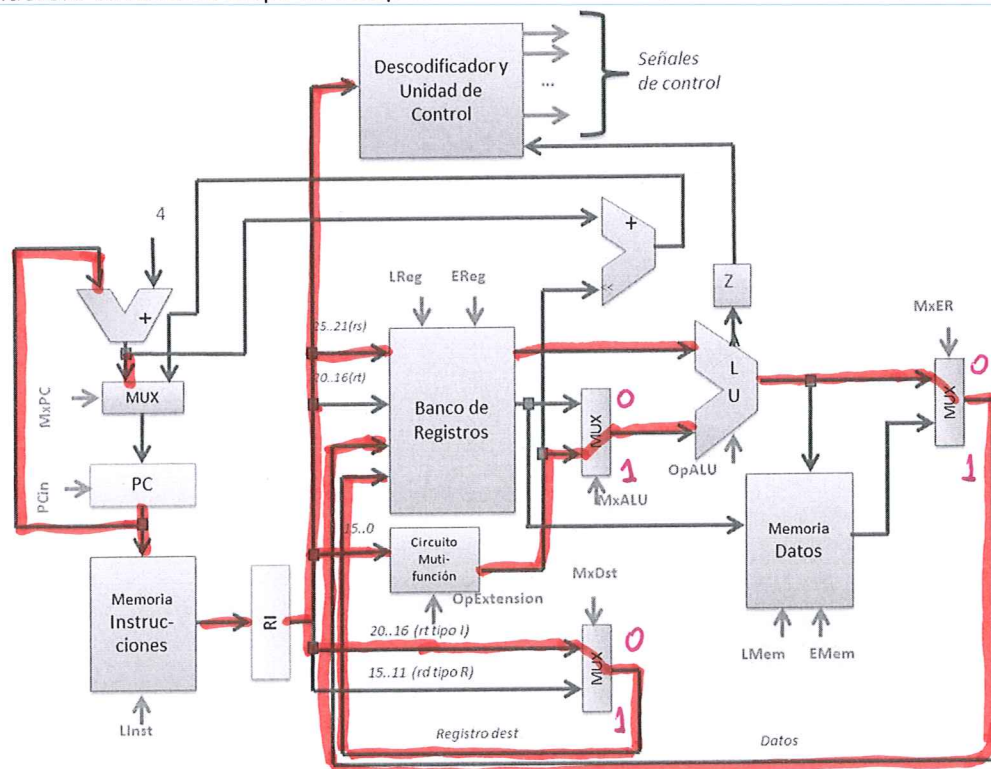 Descodificador y
Unidad de
Control
...
Señales
de control
4
+
+
<<
LReg
EReg
Z
MxER
25..21(rs)
20..16(rt)
MUX
MxPC
Banco de
Registros
0
MUX
1
MxALU
A
L
U
OpALU
0
MUX
1
PCin
PC
15..0
Circuito
Muti-
función
OpExtension
Memoria
Datos
LMem
EMem
Memoria
Instruc-
ciones
RI
LInst
MxDst
20..16 (rt tipo I)
15..11 (rd tipo R)
0
MUX
1
Registro dest
Datos